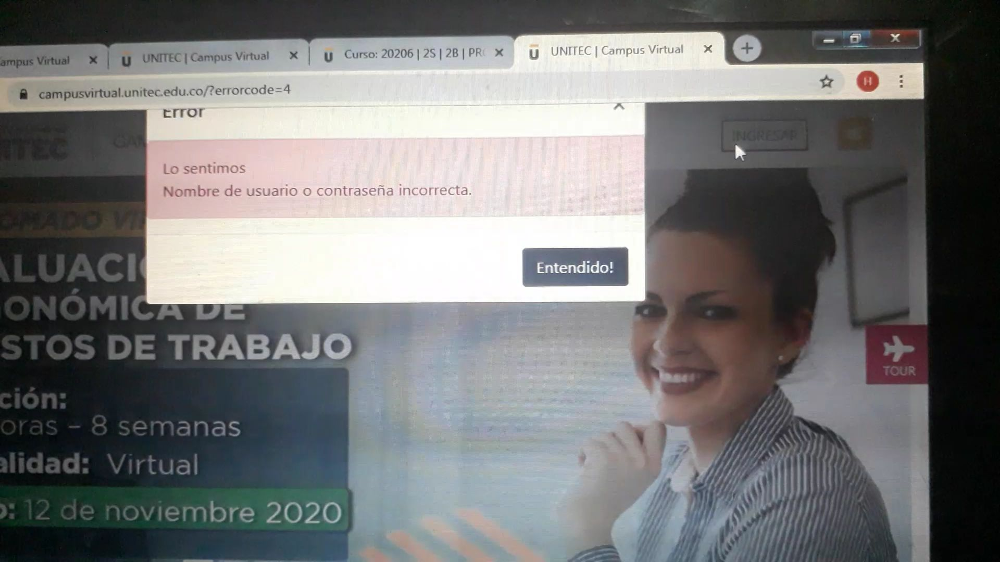 ampus Virtual
UNITEC | Campus Virtual
Curso: 20206 | 2S | 2B | PR
UNITEC | Campus Virtual
campusvirtual.unitec.edu.co/?errorcode=4
H
Error
ITEC
CAM
INGRESAR
Lo sentimos
Nombre de usuario o contraseña incorrecta.
Entendido!
OMADO VI
ALUACI
ONÓMICA DE
STOS DE TRABAJO
TOUR
ción:
oras – 8 semanas
alidad: Virtual
o: 12 de noviembre 2020